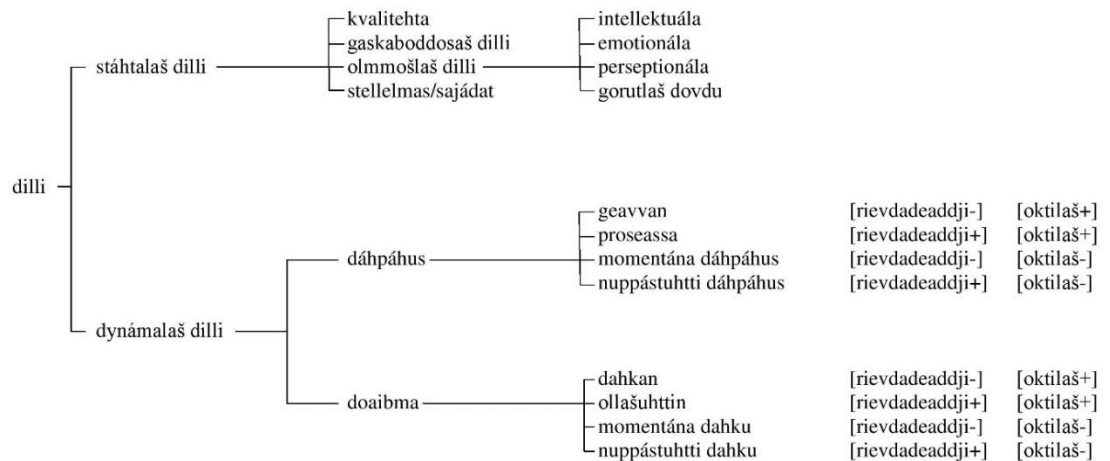 kvalitehta intellektuála
gaskaboddosaš dilli emotionála
stáhtalaš dilli olmmošlaš dilli perseptionála
stellelmas/sajádat gorutlaš dovdu
dilli
geavvan [rievdadeaddji-] [oktilaš+]
proseassa [rievdadeaddji+] [oktilaš+]
dáhpáhus momentána dáhpáhus [rievdadeaddji-] [oktilaš-]
nuppástuhtti dáhpáhus [rievdadeaddji+] [oktilaš-]
dynámalaš dilli
dahkan [rievdadeaddji-] [oktilaš+]
doaibma ollašuhttin [rievdadeaddji+] [oktilaš+]
momentána dahku [rievdadeaddji-] [oktilaš-]
nuppástuhtti dahku [rievdadeaddji+] [oktilaš-]